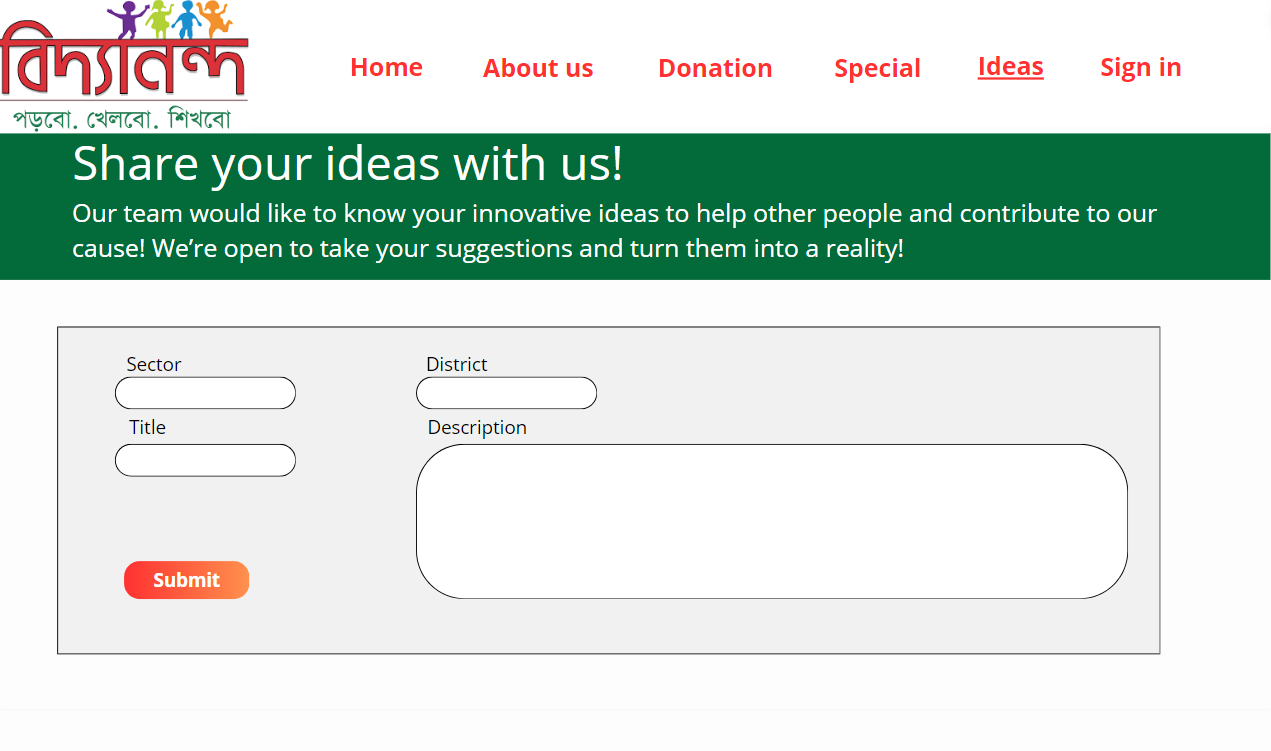 বিদ্যানন্দ
পড়বো. খেলবো. শিখবো
Home About us Donation Special Ideas Sign in
Share your ideas with us!
Our team would like to know your innovative ideas to help other people and contribute to our
cause! We’re open to take your suggestions and turn them into a reality!
Sector District
Title Description
Submit